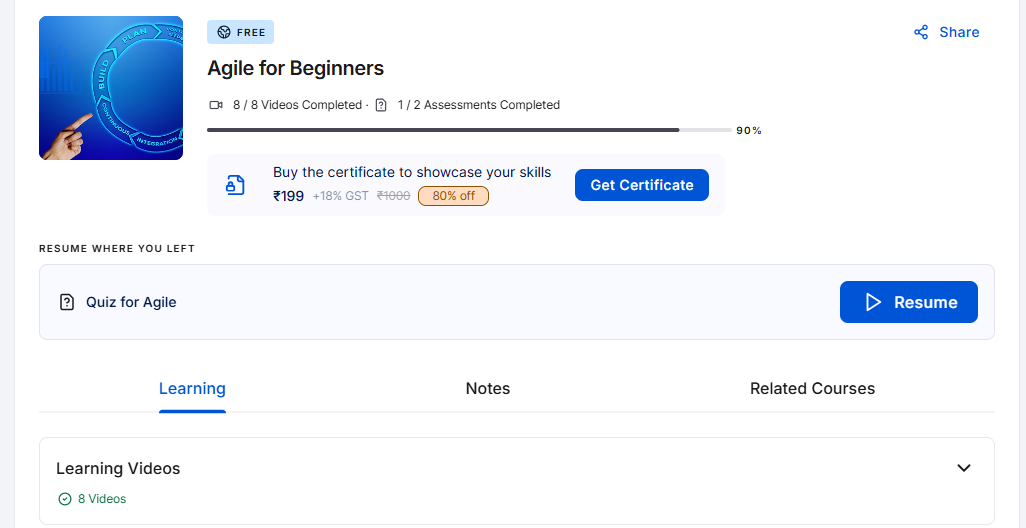 PLAN
BUILD
CONTINUOUS
INTEGRATION
FREE
Share
Agile for Beginners
8 / 8 Videos Completed · 1 / 2 Assessments Completed
90%
Buy the certificate to showcase your skills
₹199 +18% GST ₹1000 80% off
Get Certificate
RESUME WHERE YOU LEFT
Quiz for Agile
Resume
Learning Notes Related Courses
Learning Videos
8 Videos